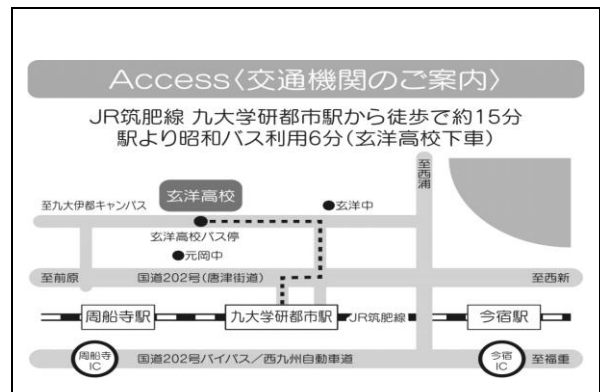 Access〈交通機関のご案内〉
JR筑肥線 九大学研都市駅から徒歩で約15分
駅より昭和バス利用6分(玄洋高校下車)
至西浦
至九大伊都キャンパス
玄洋高校
●玄洋中
玄洋高校バス停
●元岡中
至前原
国道202号(唐津街道)
至西新
周船寺駅
九大学研都市駅
JR筑肥線
今宿駅
周船寺
IC
国道202号バイパス/西九州自動車道
今宿
IC
至福重